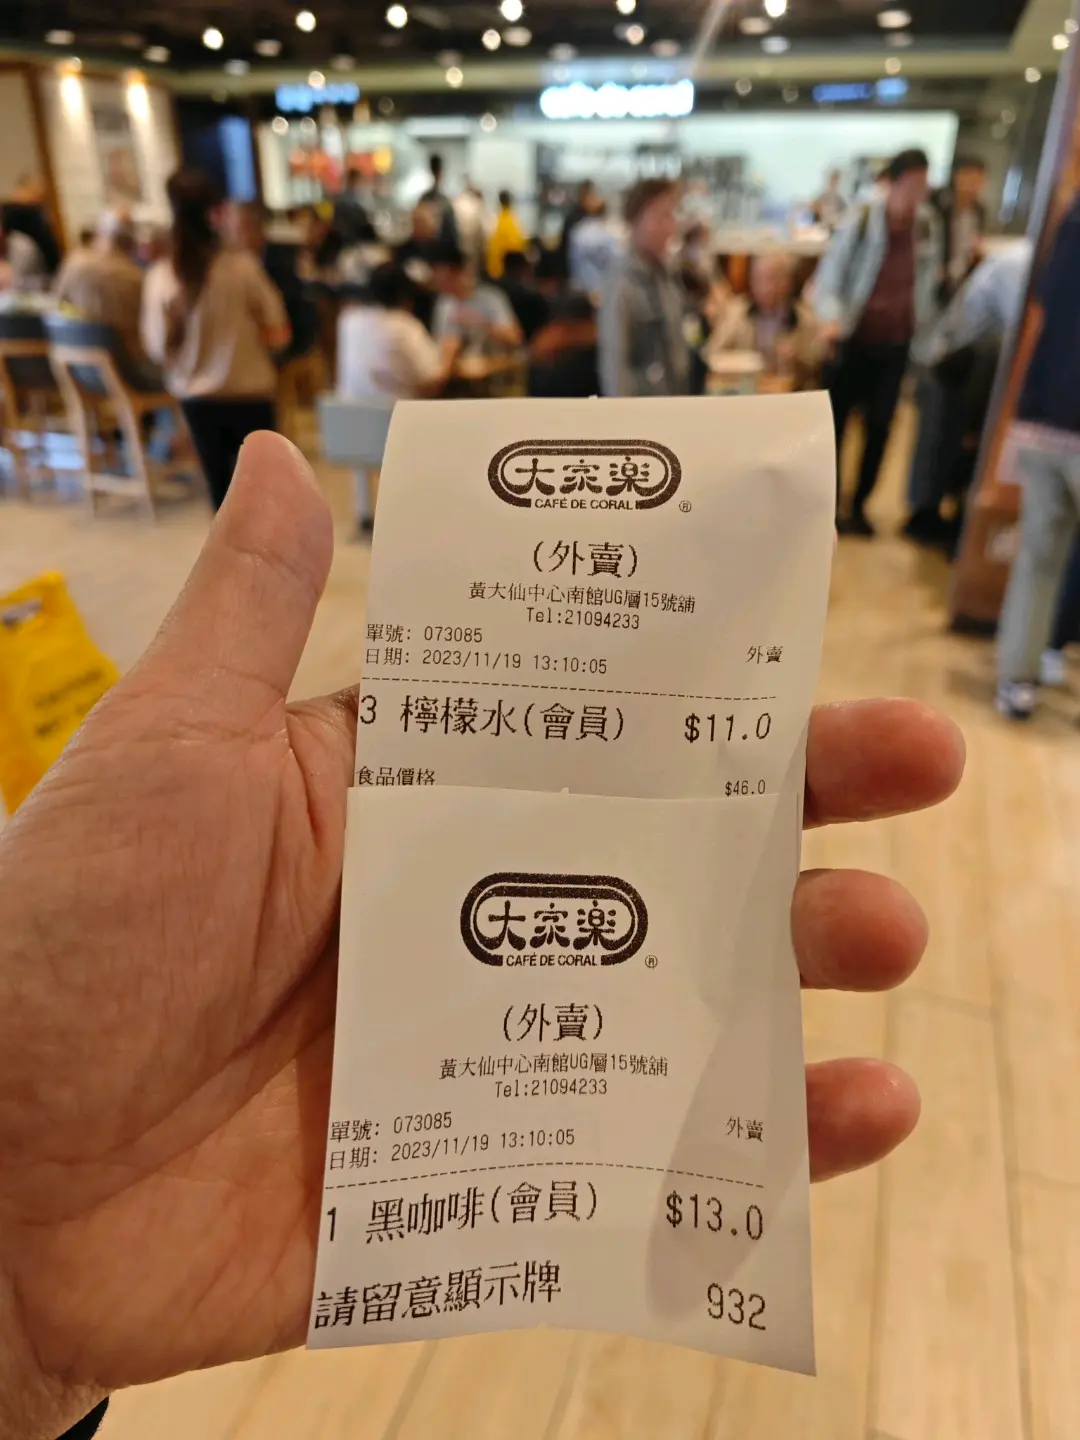 大家楽
CAFÉ DE CORAL ®
(外賣)
黃大仙中心南館UG層15號舖
Tel:21094233
單號: 073085
外賣
日期: 2023/11/19 13:10:05
3 檸檬水(會員) $11.0
食品價格 $46.0
大家楽
CAFÉ DE CORAL ®
(外賣)
黃大仙中心南館UG層15號舖
Tel:21094233
單號: 073085
外賣
日期: 2023/11/19 13:10:05
1 黑咖啡(會員) $13.0
請留意顯示牌 932